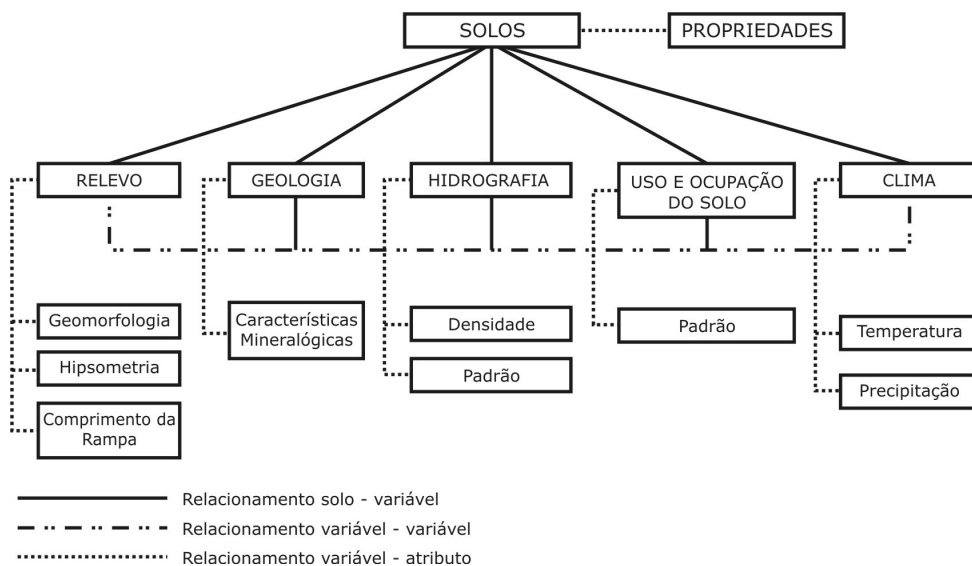 SOLOS
PROPRIEDADES
RELEVO
GEOLOGIA
HIDROGRAFIA
USO E OCUPAÇÃO
DO SOLO
CLIMA
Geomorfologia
Hipsometria
Comprimento da
Rampa
Características
Mineralógicas
Densidade
Padrão
Padrão
Temperatura
Precipitação
Relacionamento solo - variável
Relacionamento variável - variável
Relacionamento variável - atributo